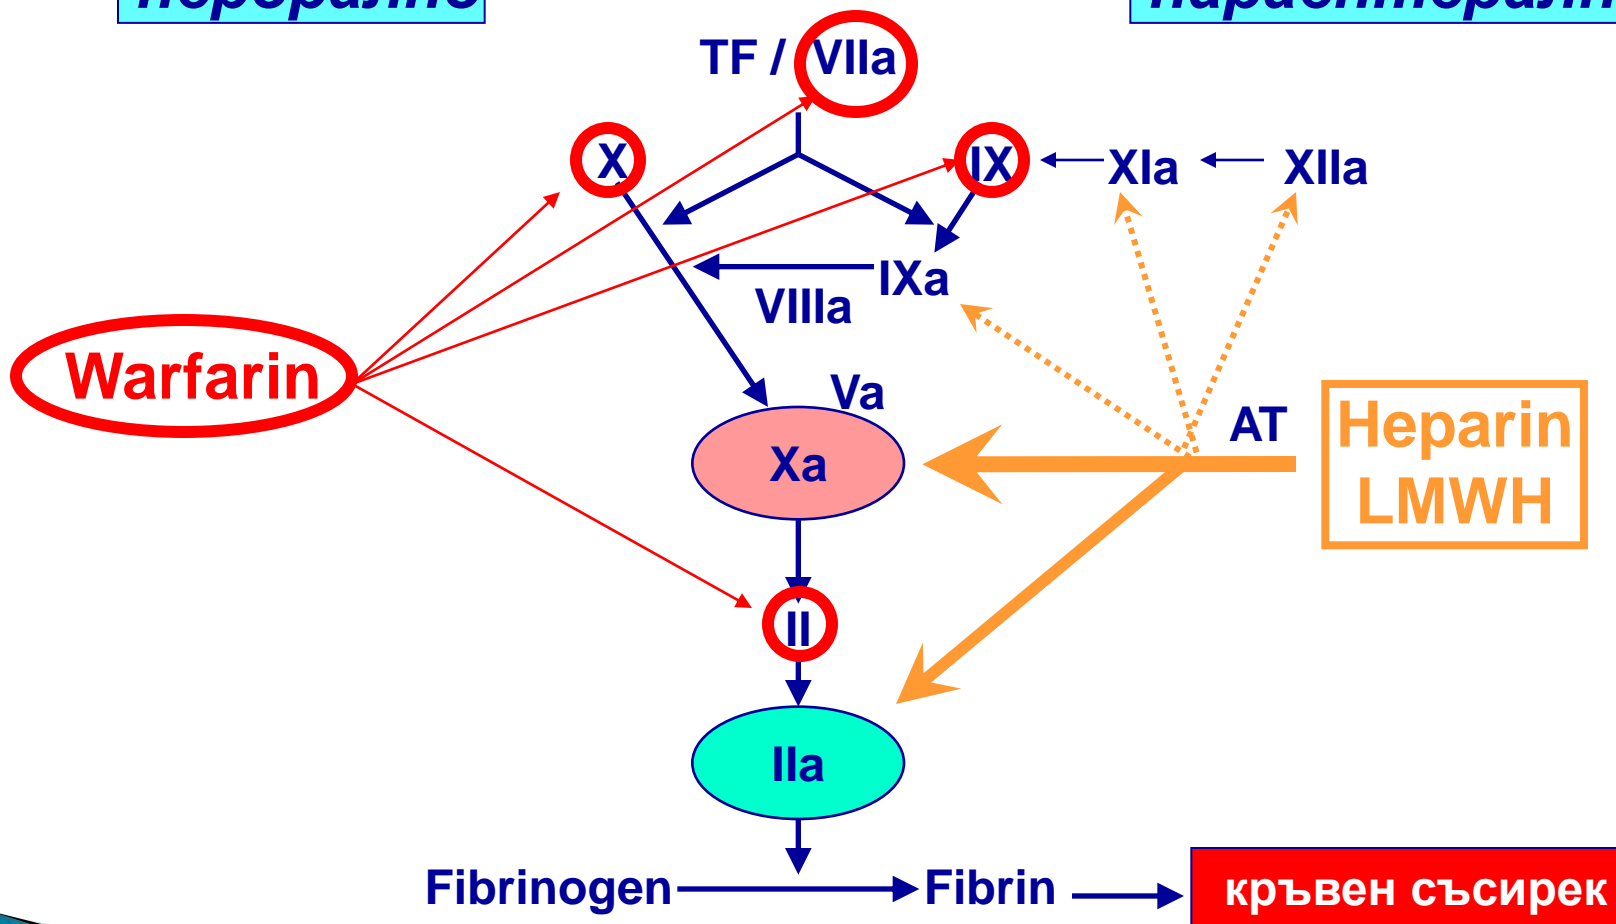 TF / VIIa
X
IX
XIa
XIIa
IXa
VIIIa
Warfarin
Va
AT
Heparin
LMWH
Xa
II
IIa
Fibrinogen
Fibrin
кръвен съсирек